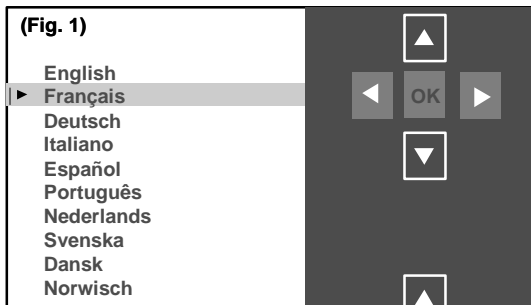 (Fig. 1)
English
Français
Deutsch
Italiano
Español
Português
Nederlands
Svenska
Dansk
Norwisch
OK